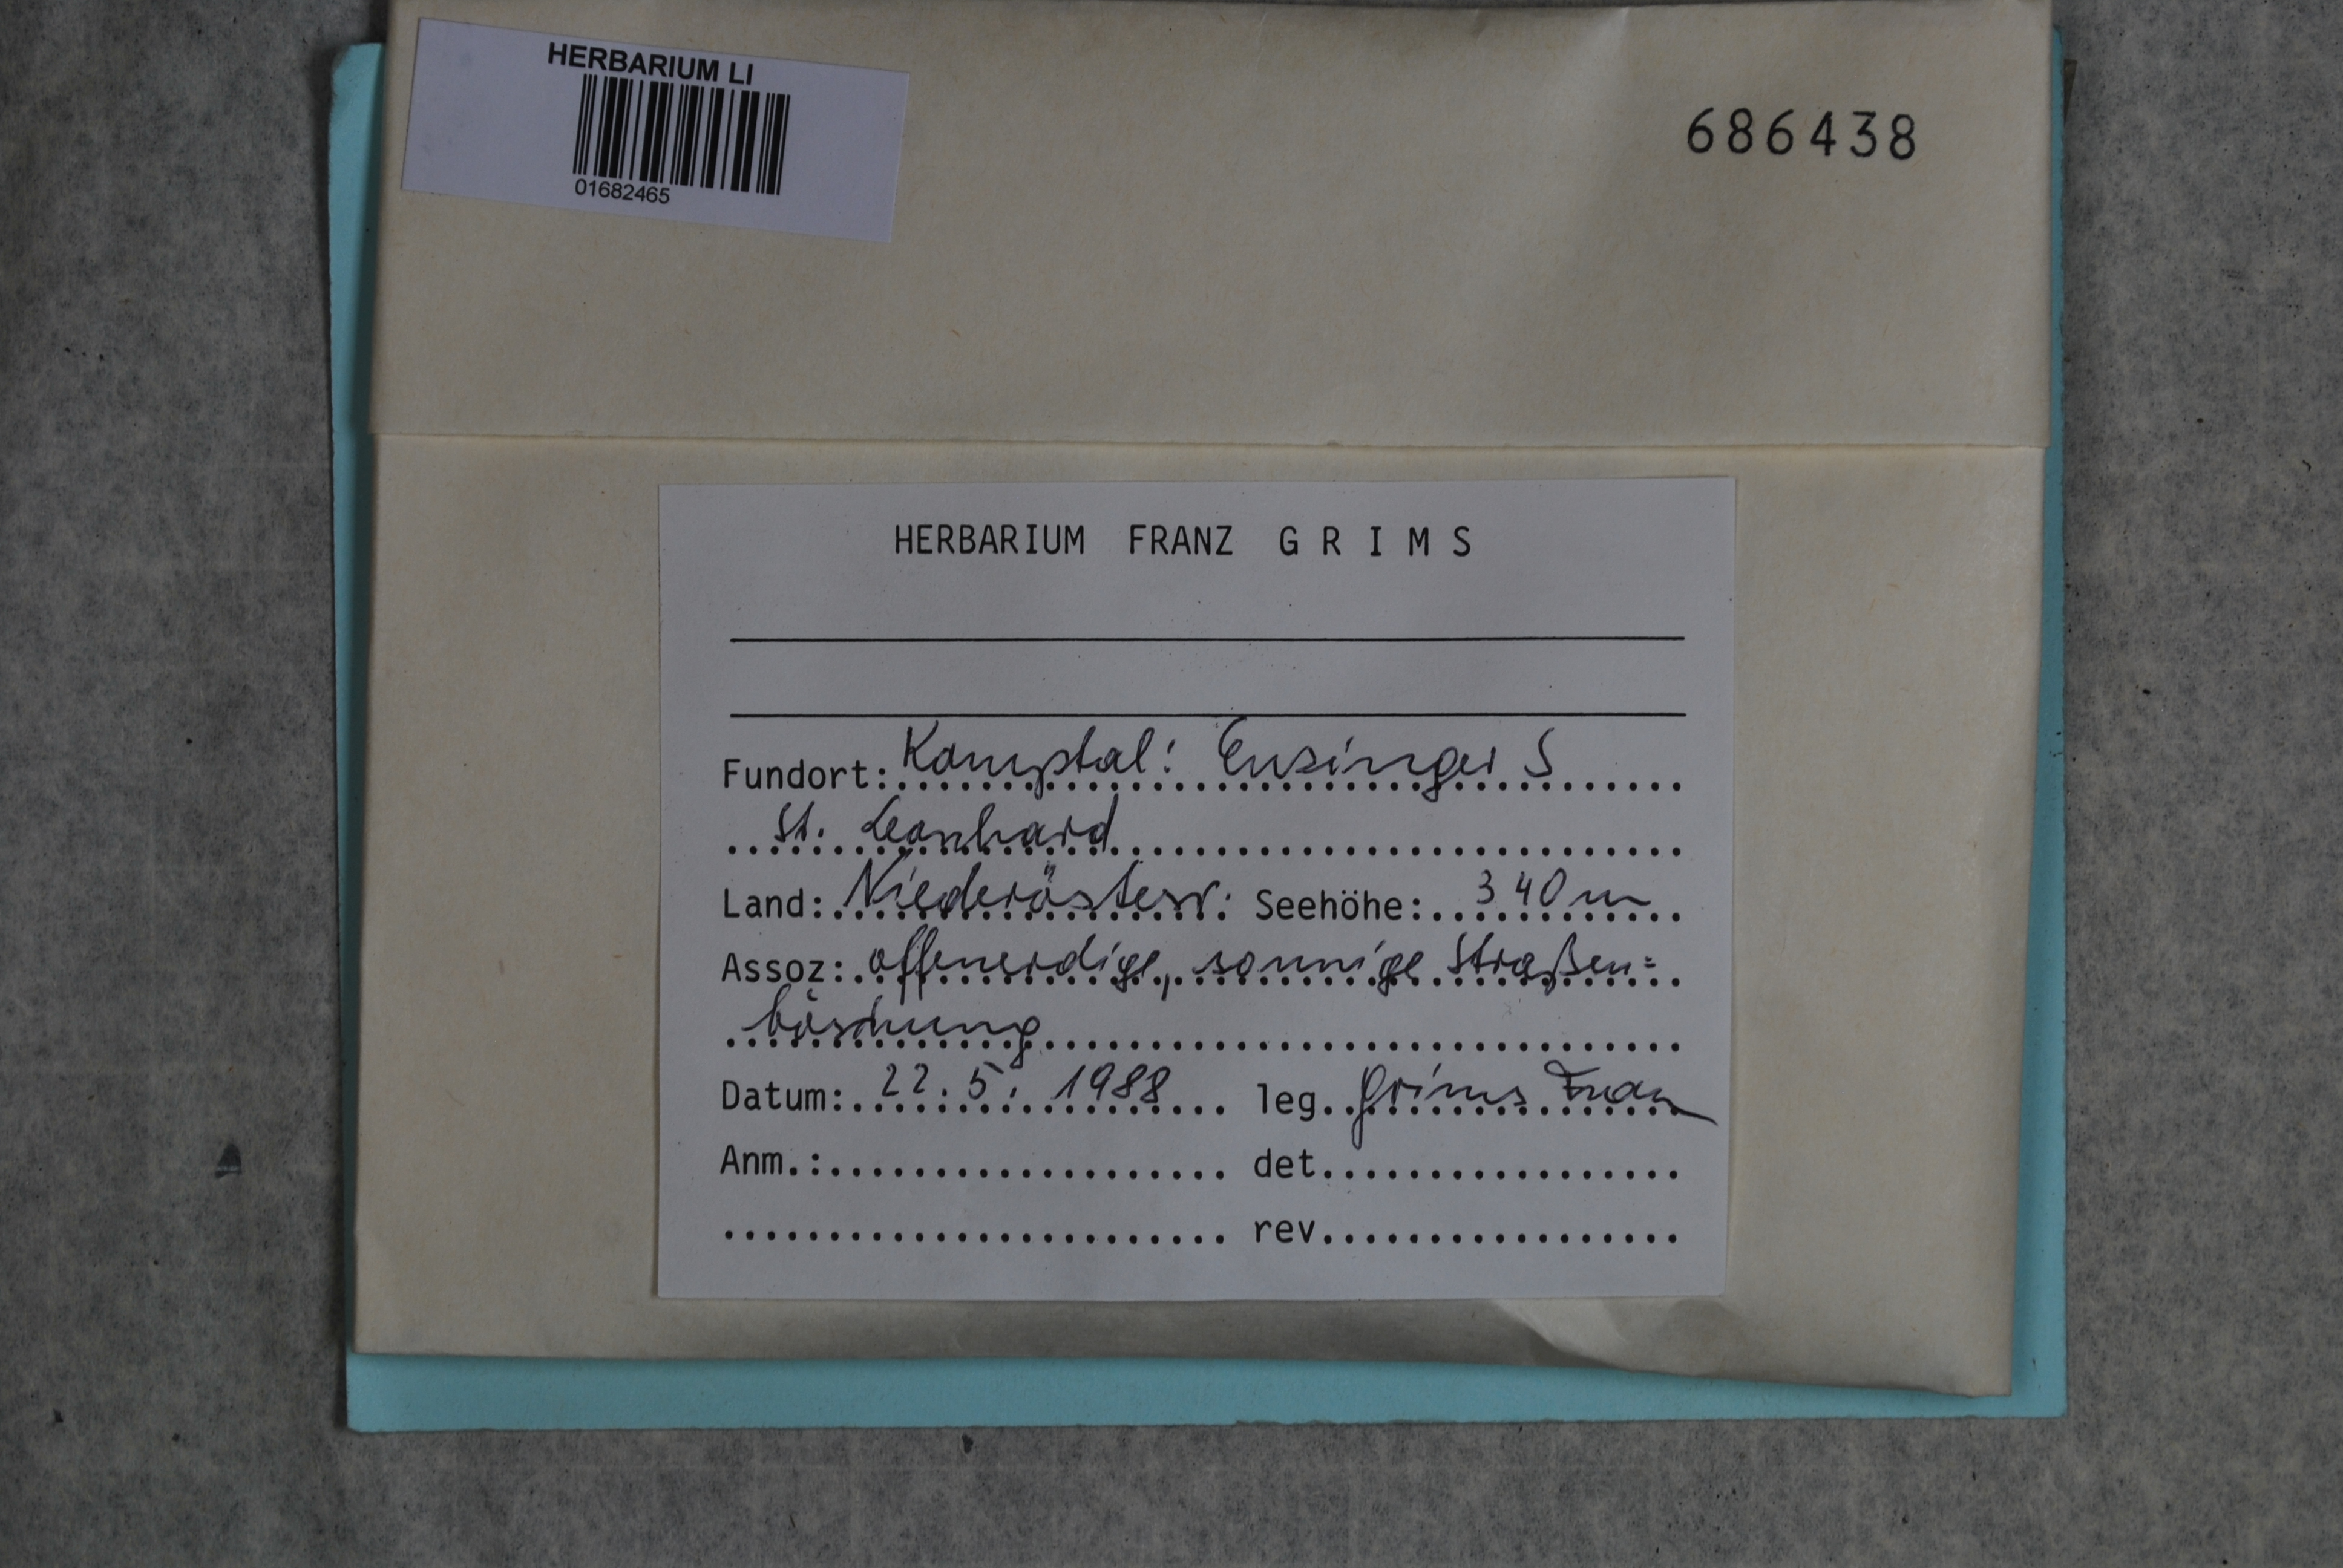 HERBARIUM LI
01682465
686438
HERBARIUM FRANZ G R I M S
Fundort: Kamptal: S
St. Leonhard
Land: Niederösterr. Seehöhe: 340 m
Assoz: offenerdige, sonnige Straßen=
böschung
Datum: 22. 5. 1988 leg. Grims Franz
Anm.: det.
rev.